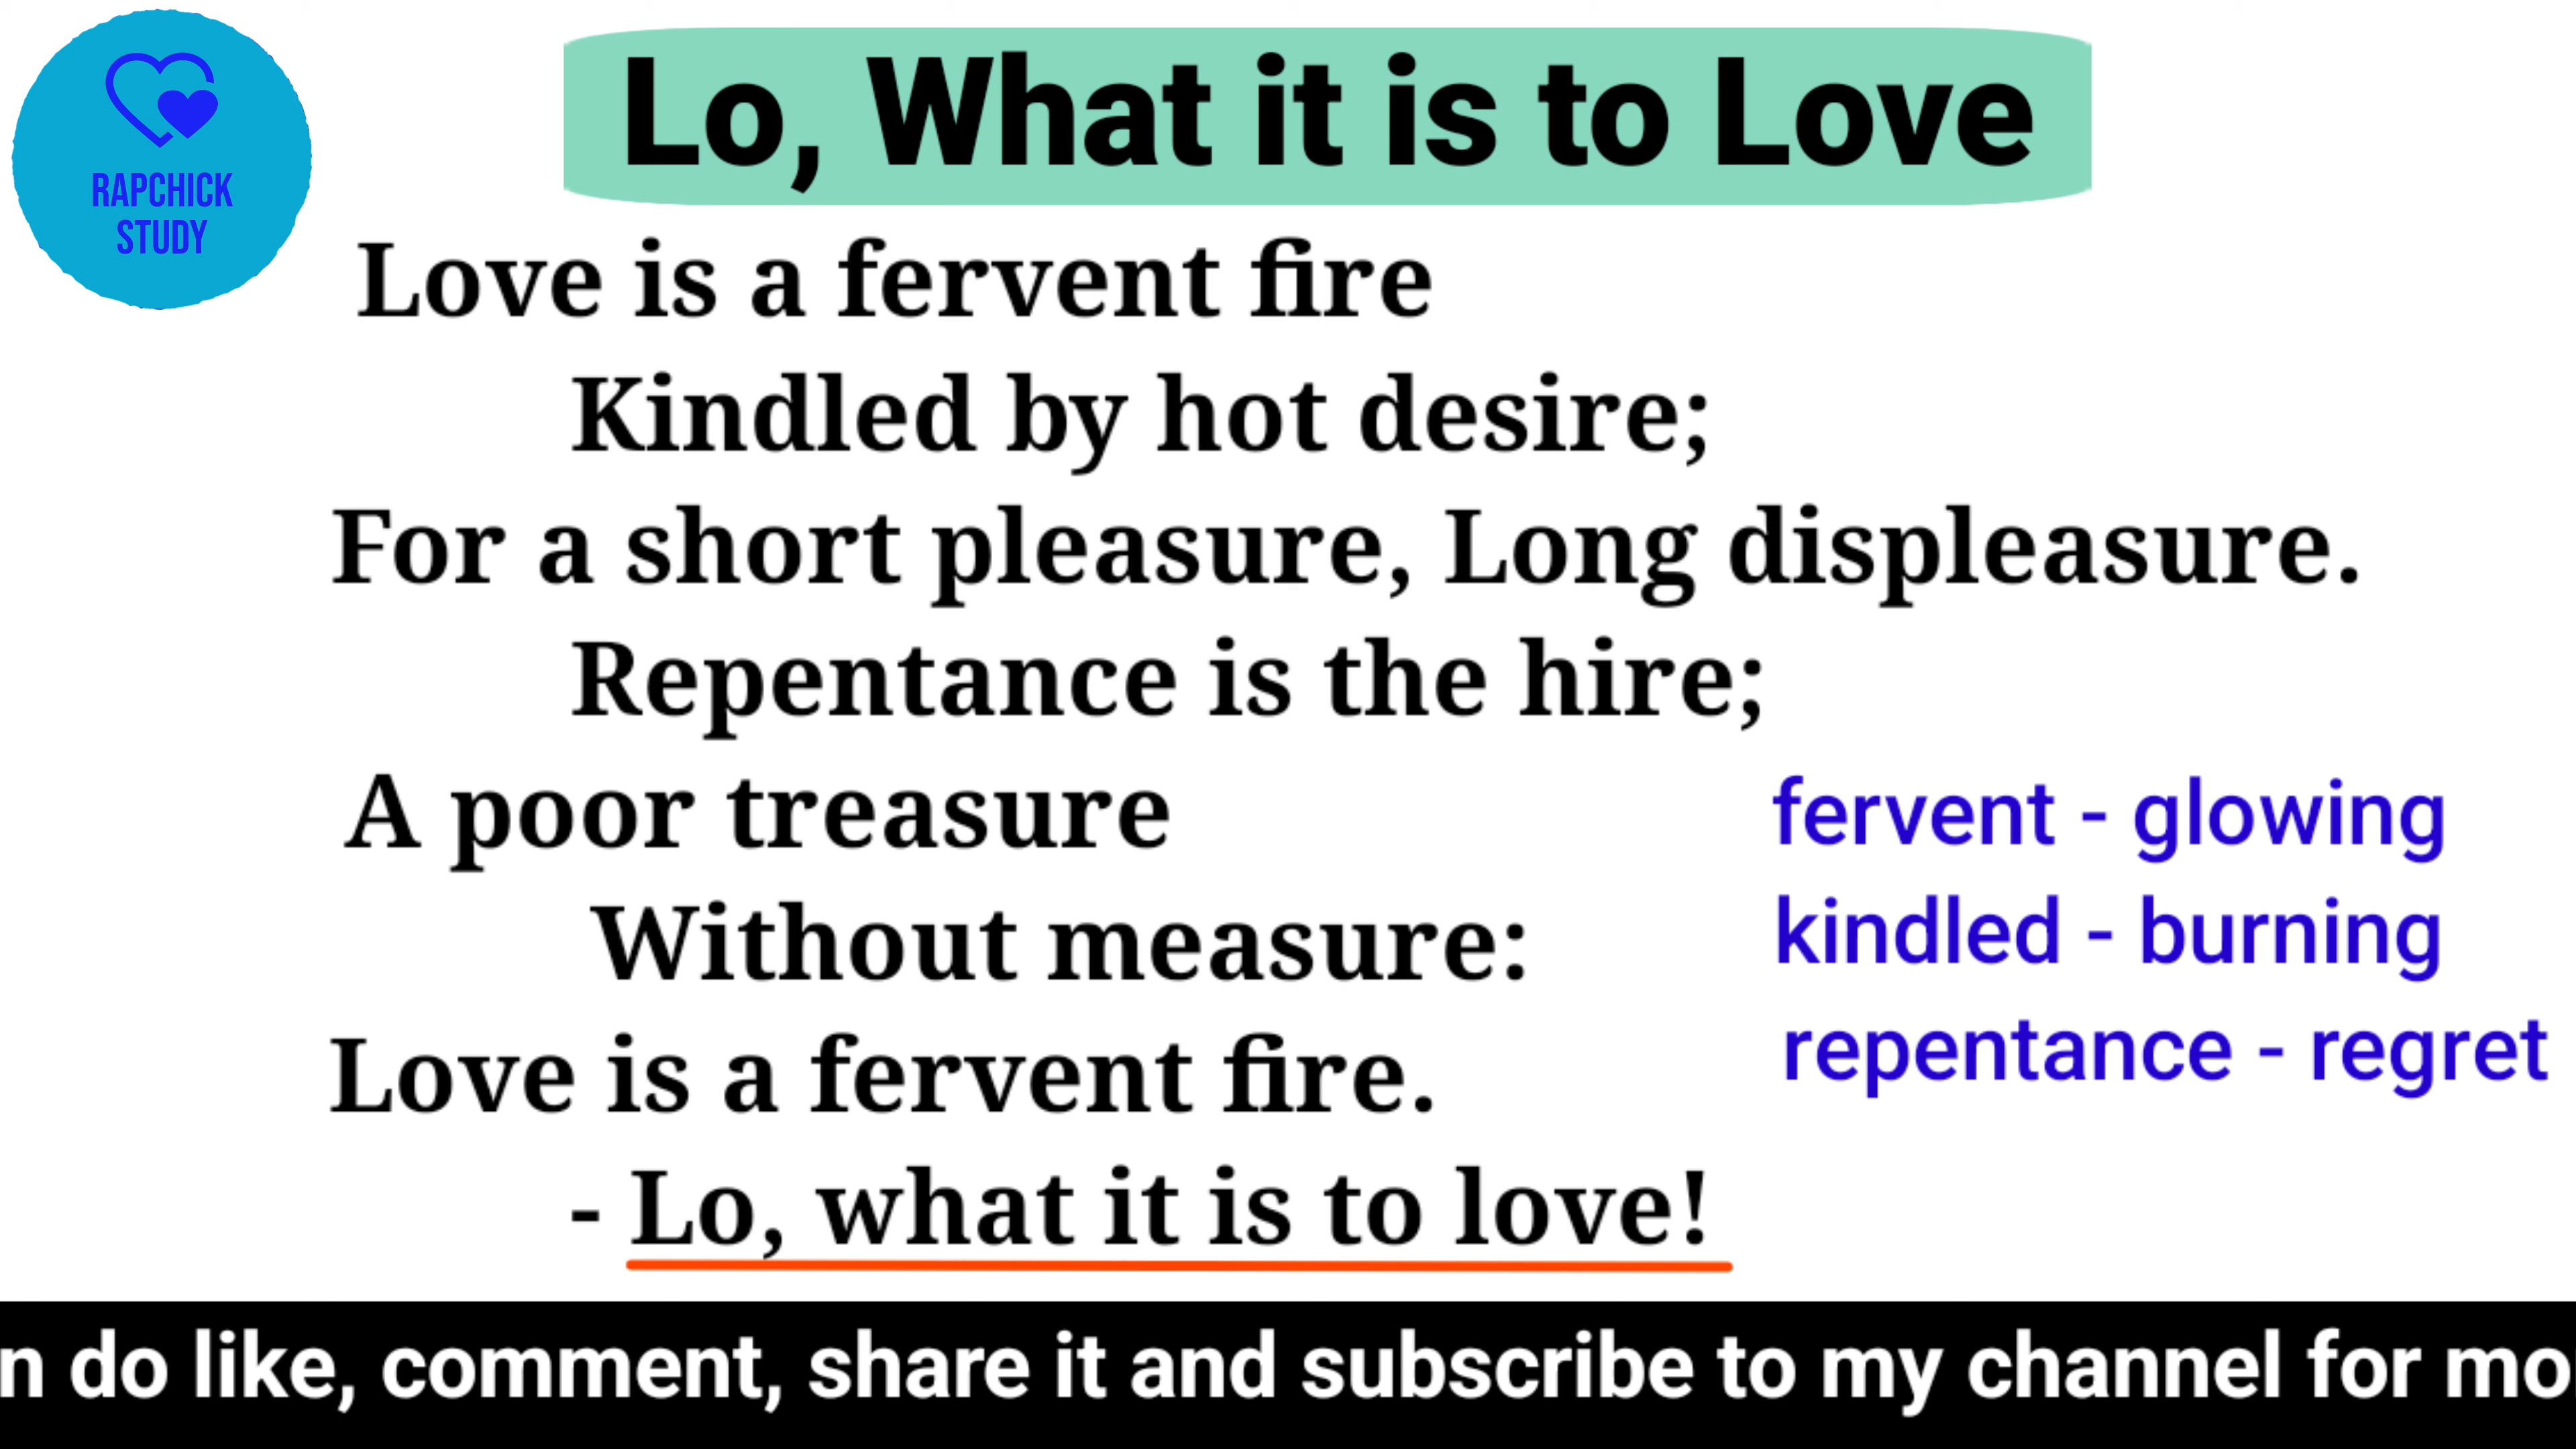 RAPCHICK
STUDY
Lo, What it is to Love
Love is a fervent fire
Kindled by hot desire;
For a short pleasure, Long displeasure.
Repentance is the hire;
A poor treasure
Without measure:
Love is a fervent fire.
- Lo, what it is to love!
fervent - glowing
kindled - burning
repentance - regret
do like, comment, share it and subscribe to my channel for